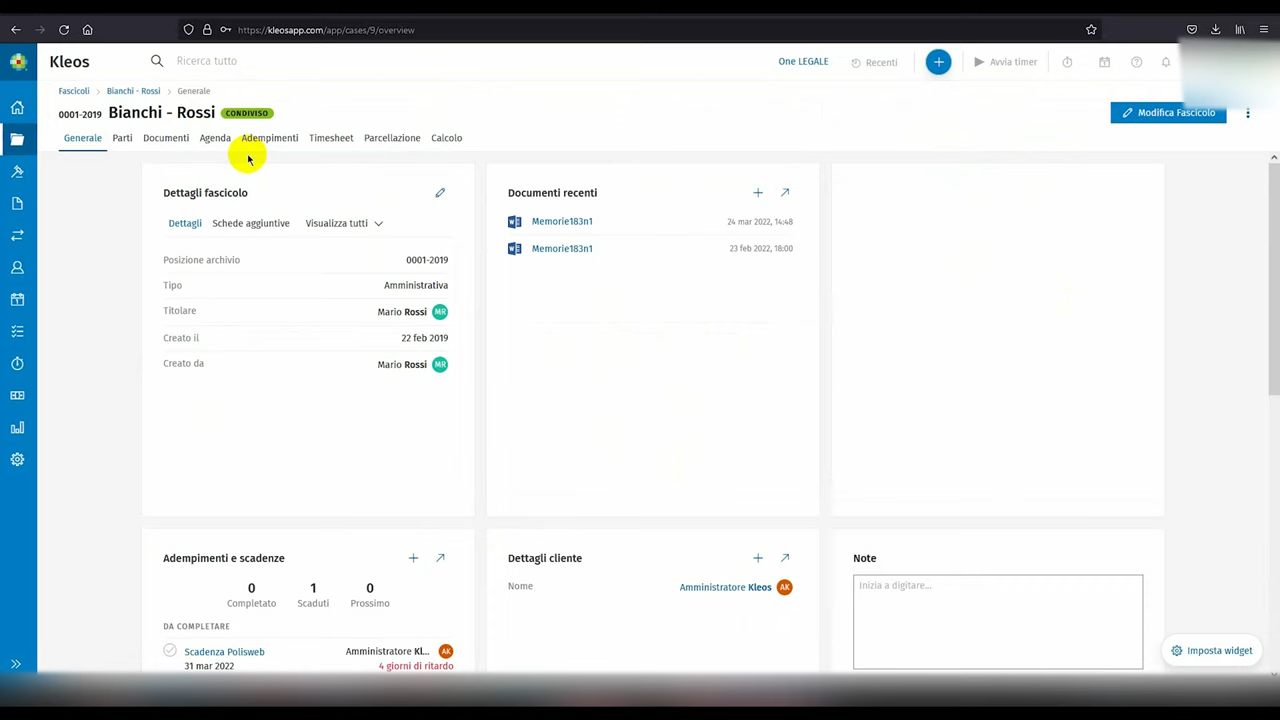 https://kleosapp.com/app/cases/9/overview
Kleos
Ricerca tutto
One LEGALE
Recenti
Avvia timer
Fascicoli
Bianchi - Rossi
Generale
0001-2019
Bianchi - Rossi
CONDIVISO
Modifica Fascicolo
Generale
Parti
Documenti
Agenda
Adempimenti
Timesheet
Parcellazione
Calcolo
Dettagli fascicolo
Dettagli
Schede aggiuntive
Visualizza tutti
Posizione archivio 0001-2019
Tipo Amministrativa
Titolare Mario Rossi MR
Creato il 22 feb 2019
Creato da Mario Rossi MR
Documenti recenti
Memorie183n1 24 mar 2022, 14:48
Memorie183n1 23 feb 2022, 18:00
Adempimenti e scadenze
0 1 0
Completato Scaduti Prossimo
DA COMPLETARE
Scadenza Polisweb Amministratore Kl... AK
31 mar 2022 4 giorni di ritardo
Dettagli cliente
Nome Amministratore Kleos AK
Note
Inizia a digitare...
Imposta widget